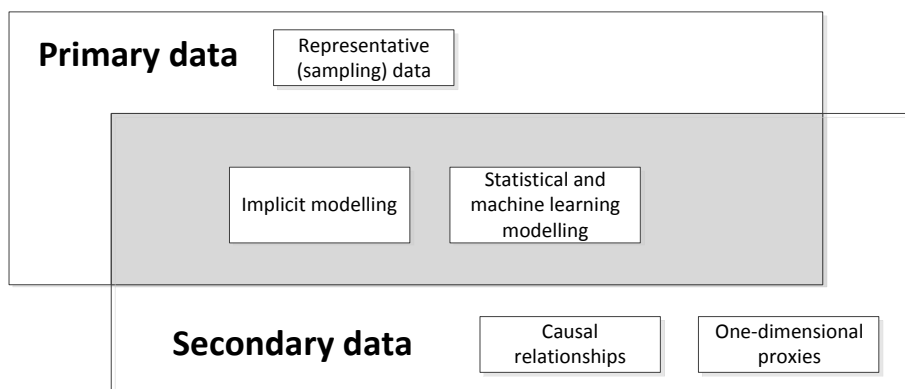 Primary data
Representative
(sampling) data
Implicit modelling
Statistical and
machine learning
modelling
Secondary data
Causal
relationships
One-dimensional
proxies